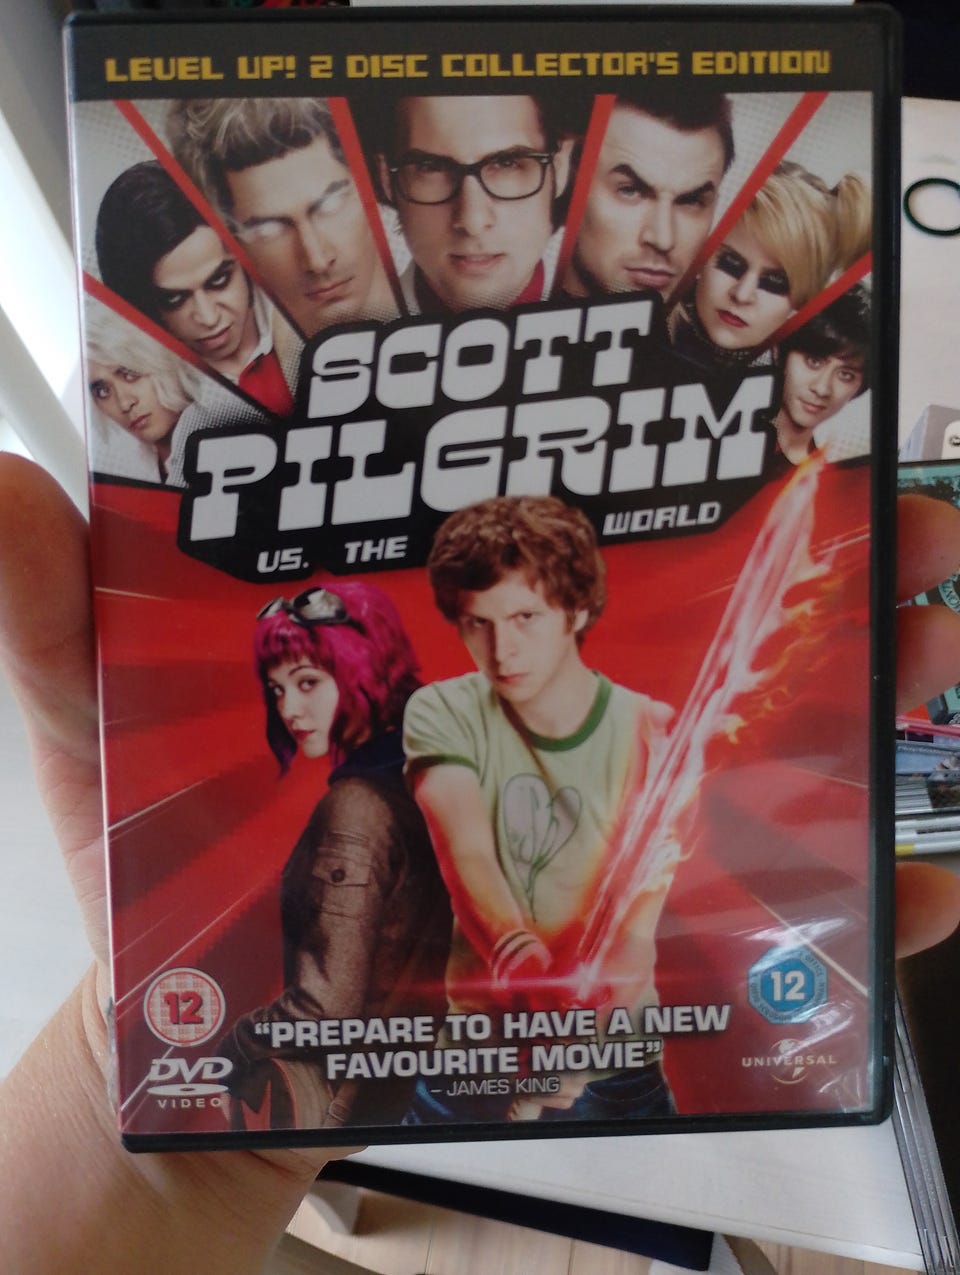 LEVEL UP! 2 DISC COLLECTOR'S EDITION
SCOTT
PILGRIM
VS. THE WORLD
12
12
"PREPARE TO HAVE A NEW
FAVOURITE MOVIE"
– JAMES KING
DVD
VIDEO
UNIVERSAL